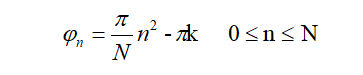 φₙ = π/N n² - πk 0 ≤ n ≤ N